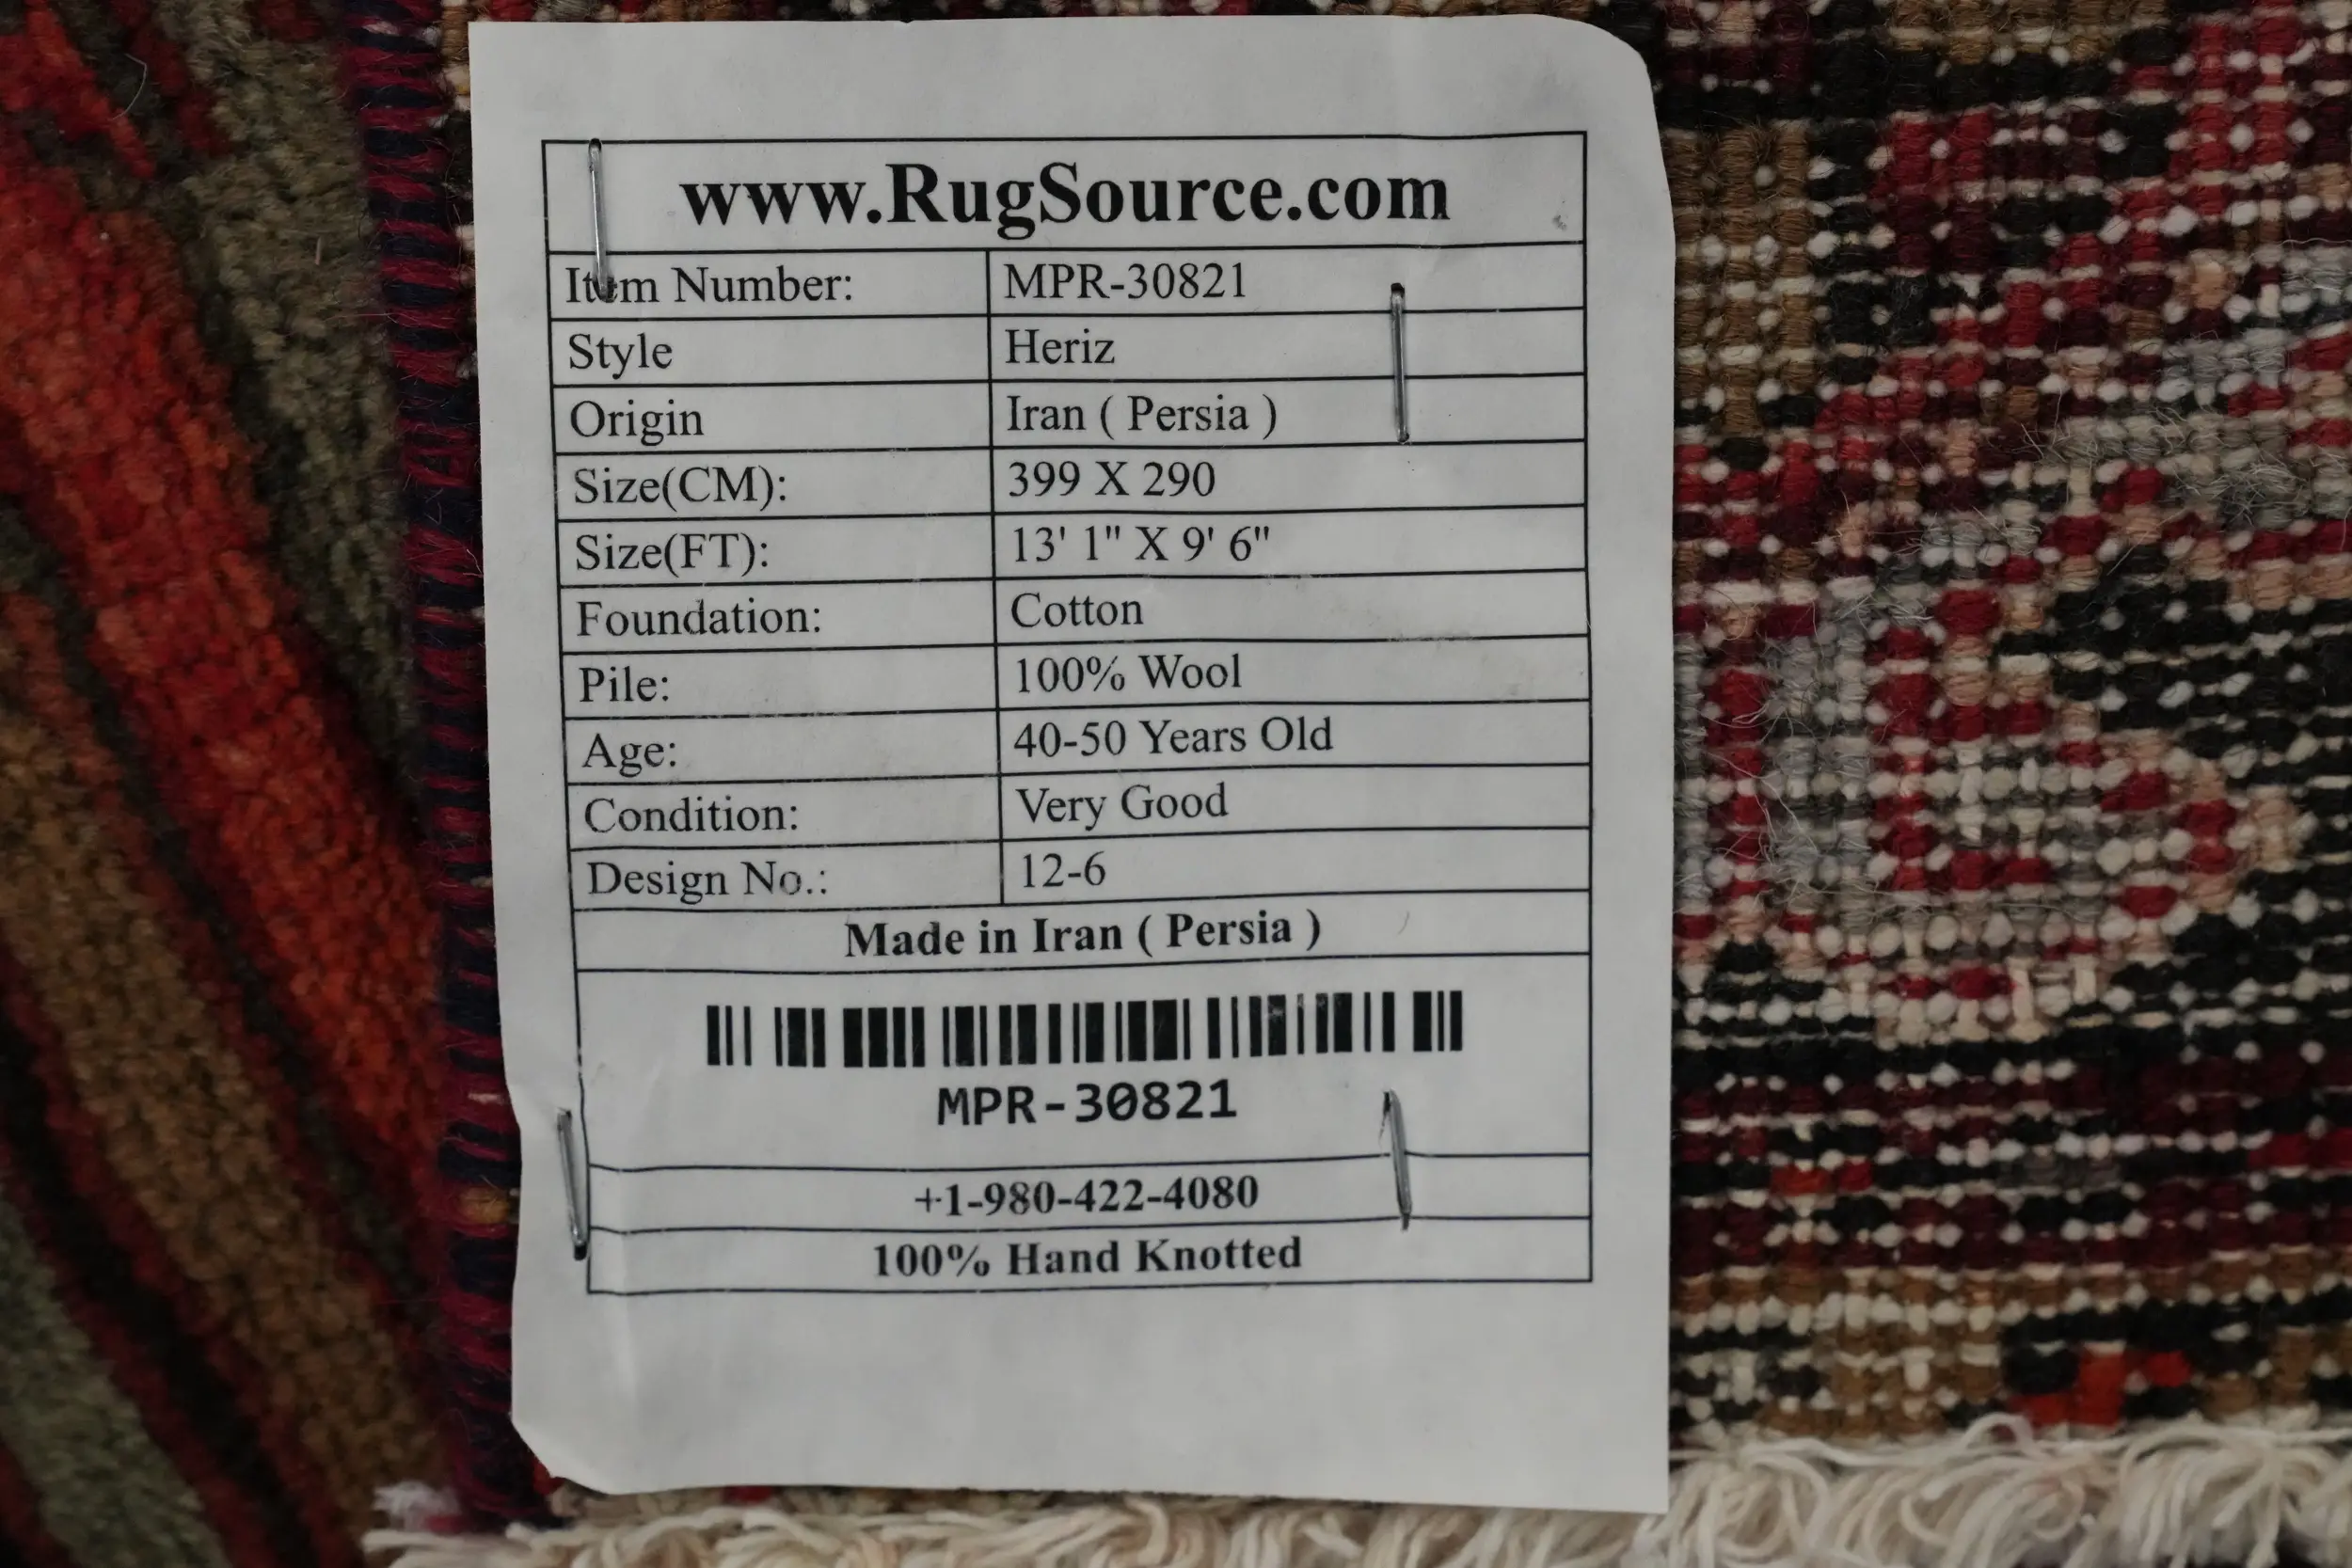 www.RugSource.com
Item Number: MPR-30821
Style Heriz
Origin Iran ( Persia )
Size(CM): 399 X 290
Size(FT): 13' 1" X 9' 6"
Foundation: Cotton
Pile: 100% Wool
Age: 40-50 Years Old
Condition: Very Good
Design No.: 12-6
Made in Iran ( Persia )
MPR-30821
+1-980-422-4080
100% Hand Knotted